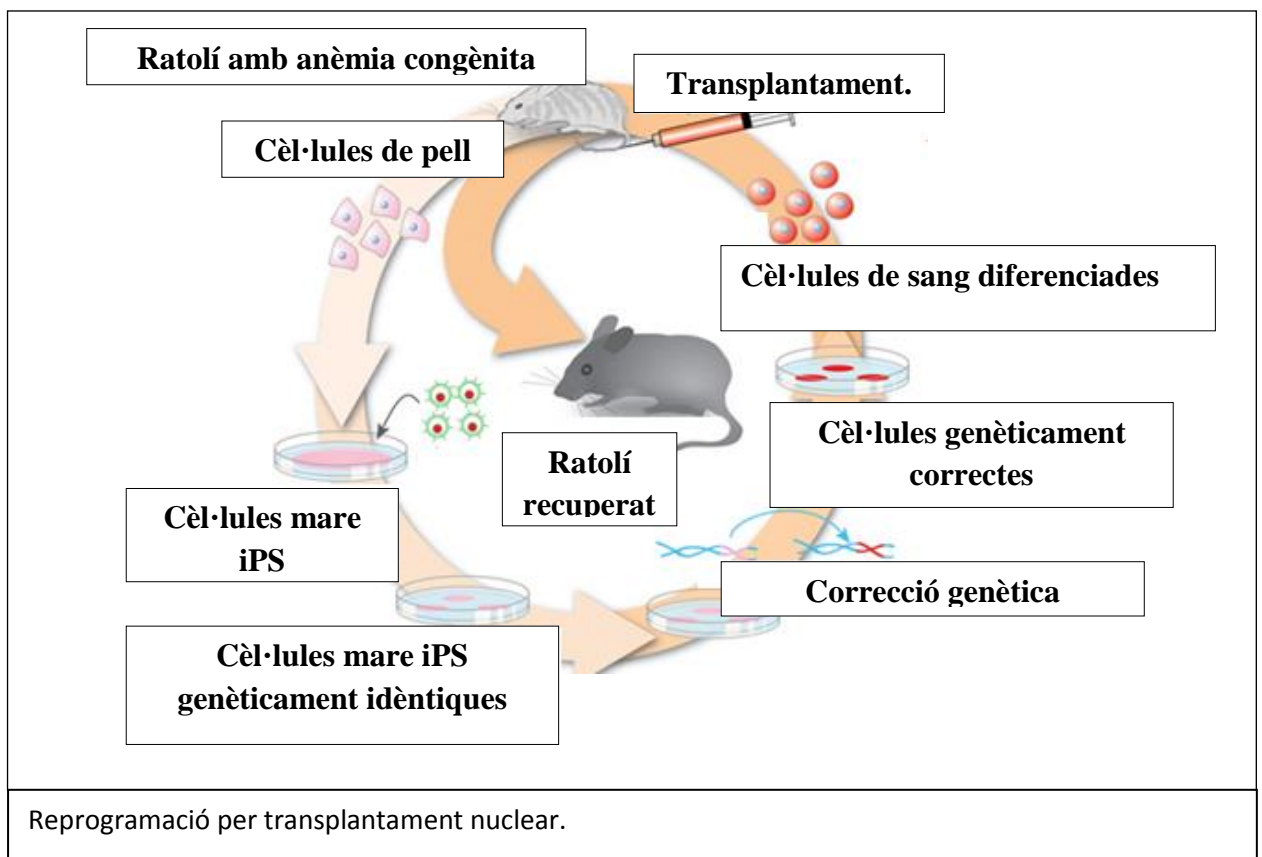 Ratolí amb anèmia congènita
Transplantament.
Cèl·lules de pell
Cèl·lules de sang diferenciades
Cèl·lules genèticament
correctes
Ratolí
recuperat
Cèl·lules mare
iPS
Correcció genètica
Cèl·lules mare iPS
genèticament idèntiques
Reprogramació per transplantament nuclear.